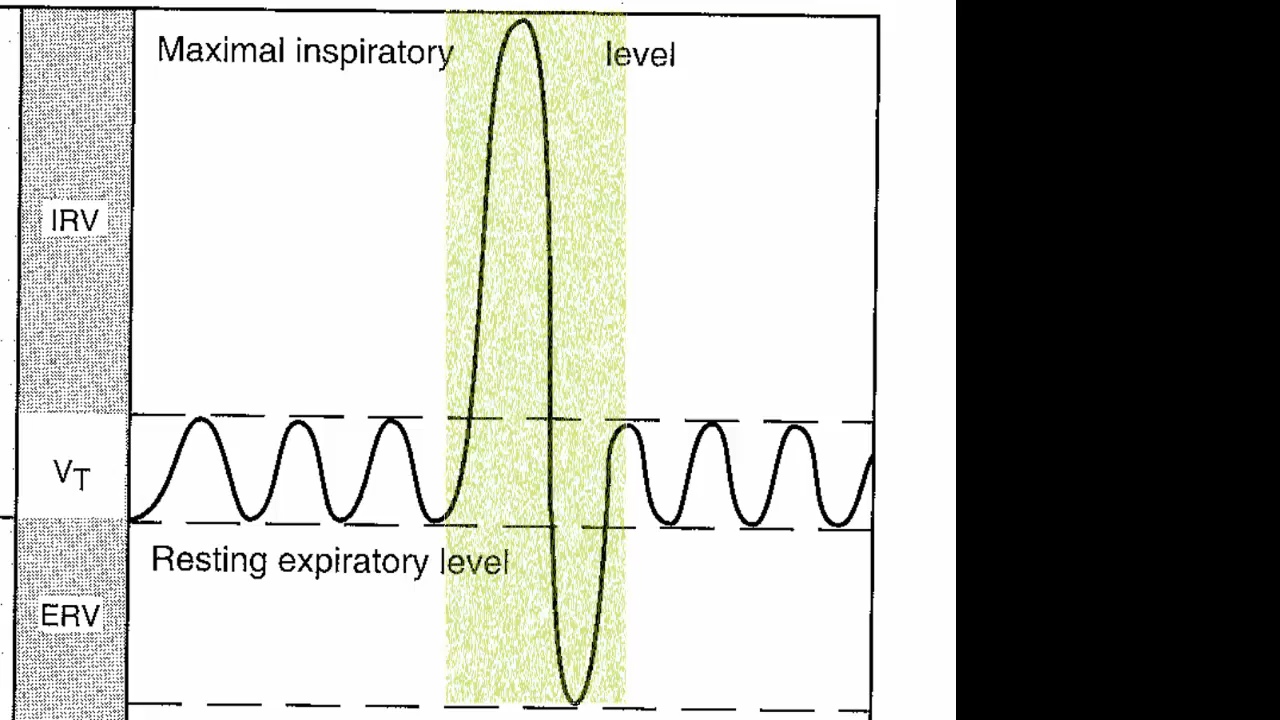 Maximal inspiratory level
IRV
VT
Resting expiratory level
ERV